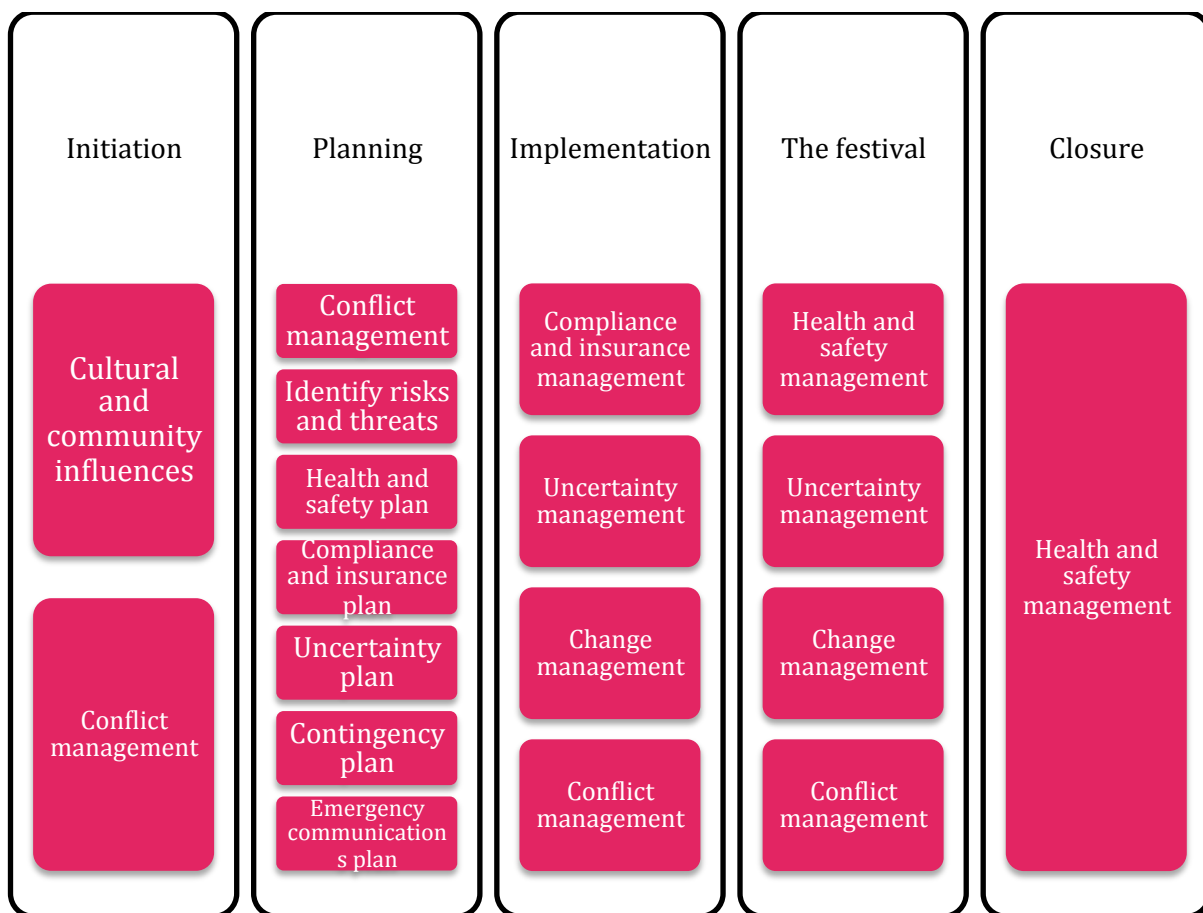 Initiation
Cultural
and
community
influences
Conflict
management
Planning
Conflict
management
Identify risks
and threats
Health and
safety plan
Compliance
and insurance
plan
Uncertainty
plan
Contingency
plan
Emergency
communication
s plan
Implementation
Compliance
and insurance
management
Uncertainty
management
Change
management
Conflict
management
The festival
Health and
safety
management
Uncertainty
management
Change
management
Conflict
management
Closure
Health and
safety
management